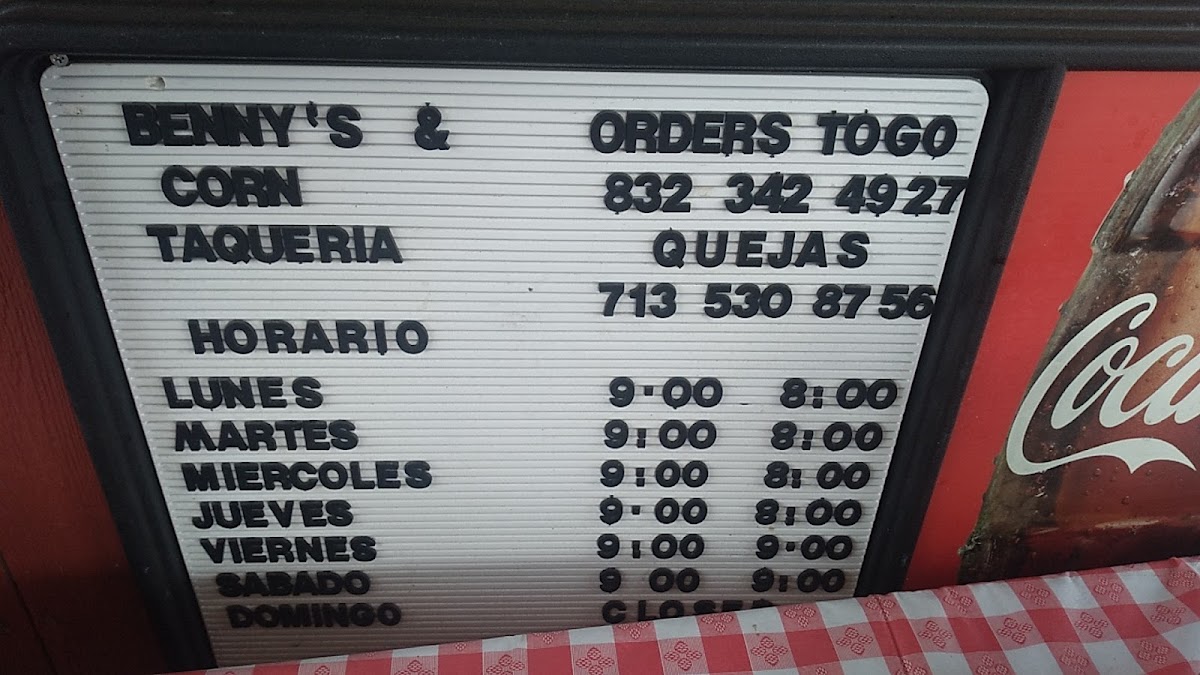 BENNY'S & ORDERS TOGO
CORN 832 342 4927
TAQUERIA QUEJAS
713 530 8756
HORARIO
LUNES 9·00 8:00
MARTES 9:00 8:00
MIERCOLES 9:00 8:00
JUEVES 9·00 8:00
VIERNES 9:00 9·00
SABADO 9 00 9:00
DOMINGO
Coca